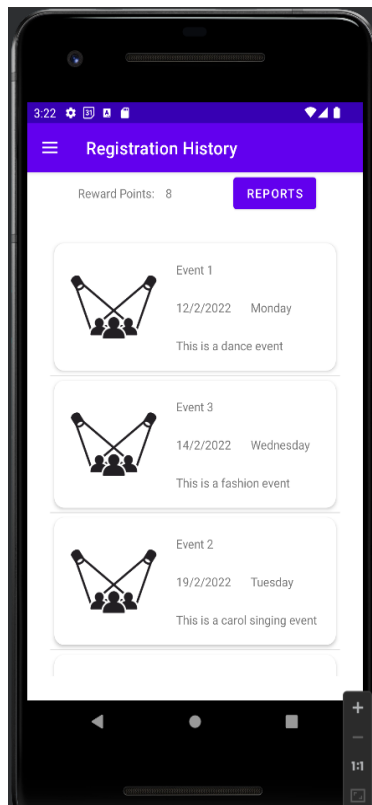 3:22
31
A
Registration History
Reward Points: 8
REPORTS
Event 1
12/2/2022 Monday
This is a dance event
Event 3
14/2/2022 Wednesday
This is a fashion event
Event 2
19/2/2022 Tuesday
This is a carol singing event
1:1